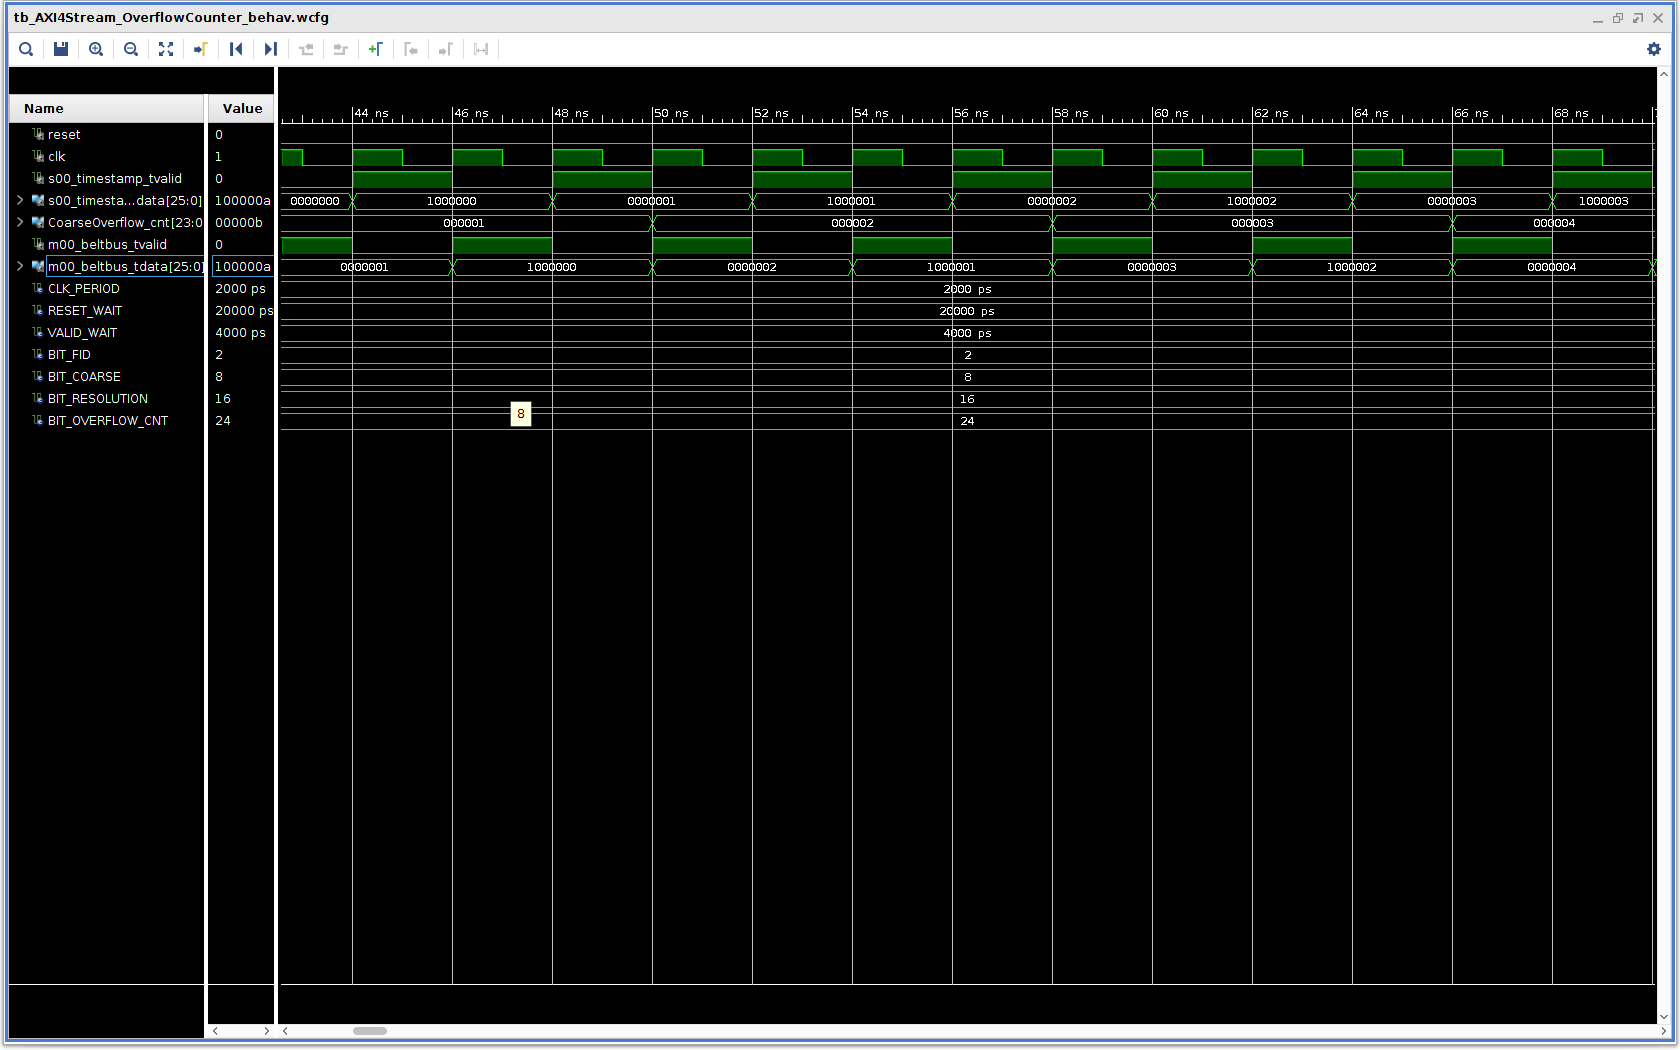 tb_AXI4Stream_OverflowCounter_behav.wcfg
Name Value
44 ns 46 ns 48 ns 50 ns 52 ns 54 ns 56 ns 58 ns 60 ns 62 ns 64 ns 66 ns 68 ns
reset 0
clk 1
s00_timestamp_tvalid 0
s00_timesta...data[25:0] 100000a 0000000 1000000 0000001 1000001 0000002 1000002 0000003 1000003
CoarseOverflow_cnt[23:0 00000b 000001 000002 000003 000004
m00_beltbus_tvalid 0
m00_beltbus_tdata[25:0] 100000a 0000001 1000000 0000002 1000001 0000003 1000002 0000004
CLK_PERIOD 2000 ps 2000 ps
RESET_WAIT 20000 ps 20000 ps
VALID_WAIT 4000 ps 4000 ps
BIT_FID 2 2
BIT_COARSE 8 8
BIT_RESOLUTION 16 16
8
BIT_OVERFLOW_CNT 24 24